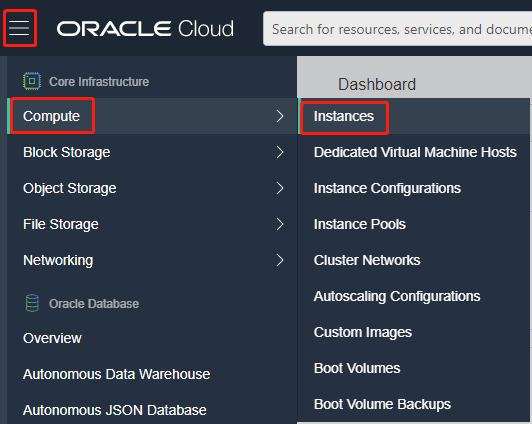 ORACLE Cloud
Search for resources, services, and docume
Core Infrastructure
Compute
Block Storage
Object Storage
File Storage
Networking
Oracle Database
Overview
Autonomous Data Warehouse
Autonomous JSON Database
Dashboard
Instances
Dedicated Virtual Machine Hosts
Instance Configurations
Instance Pools
Cluster Networks
Autoscaling Configurations
Custom Images
Boot Volumes
Boot Volume Backups